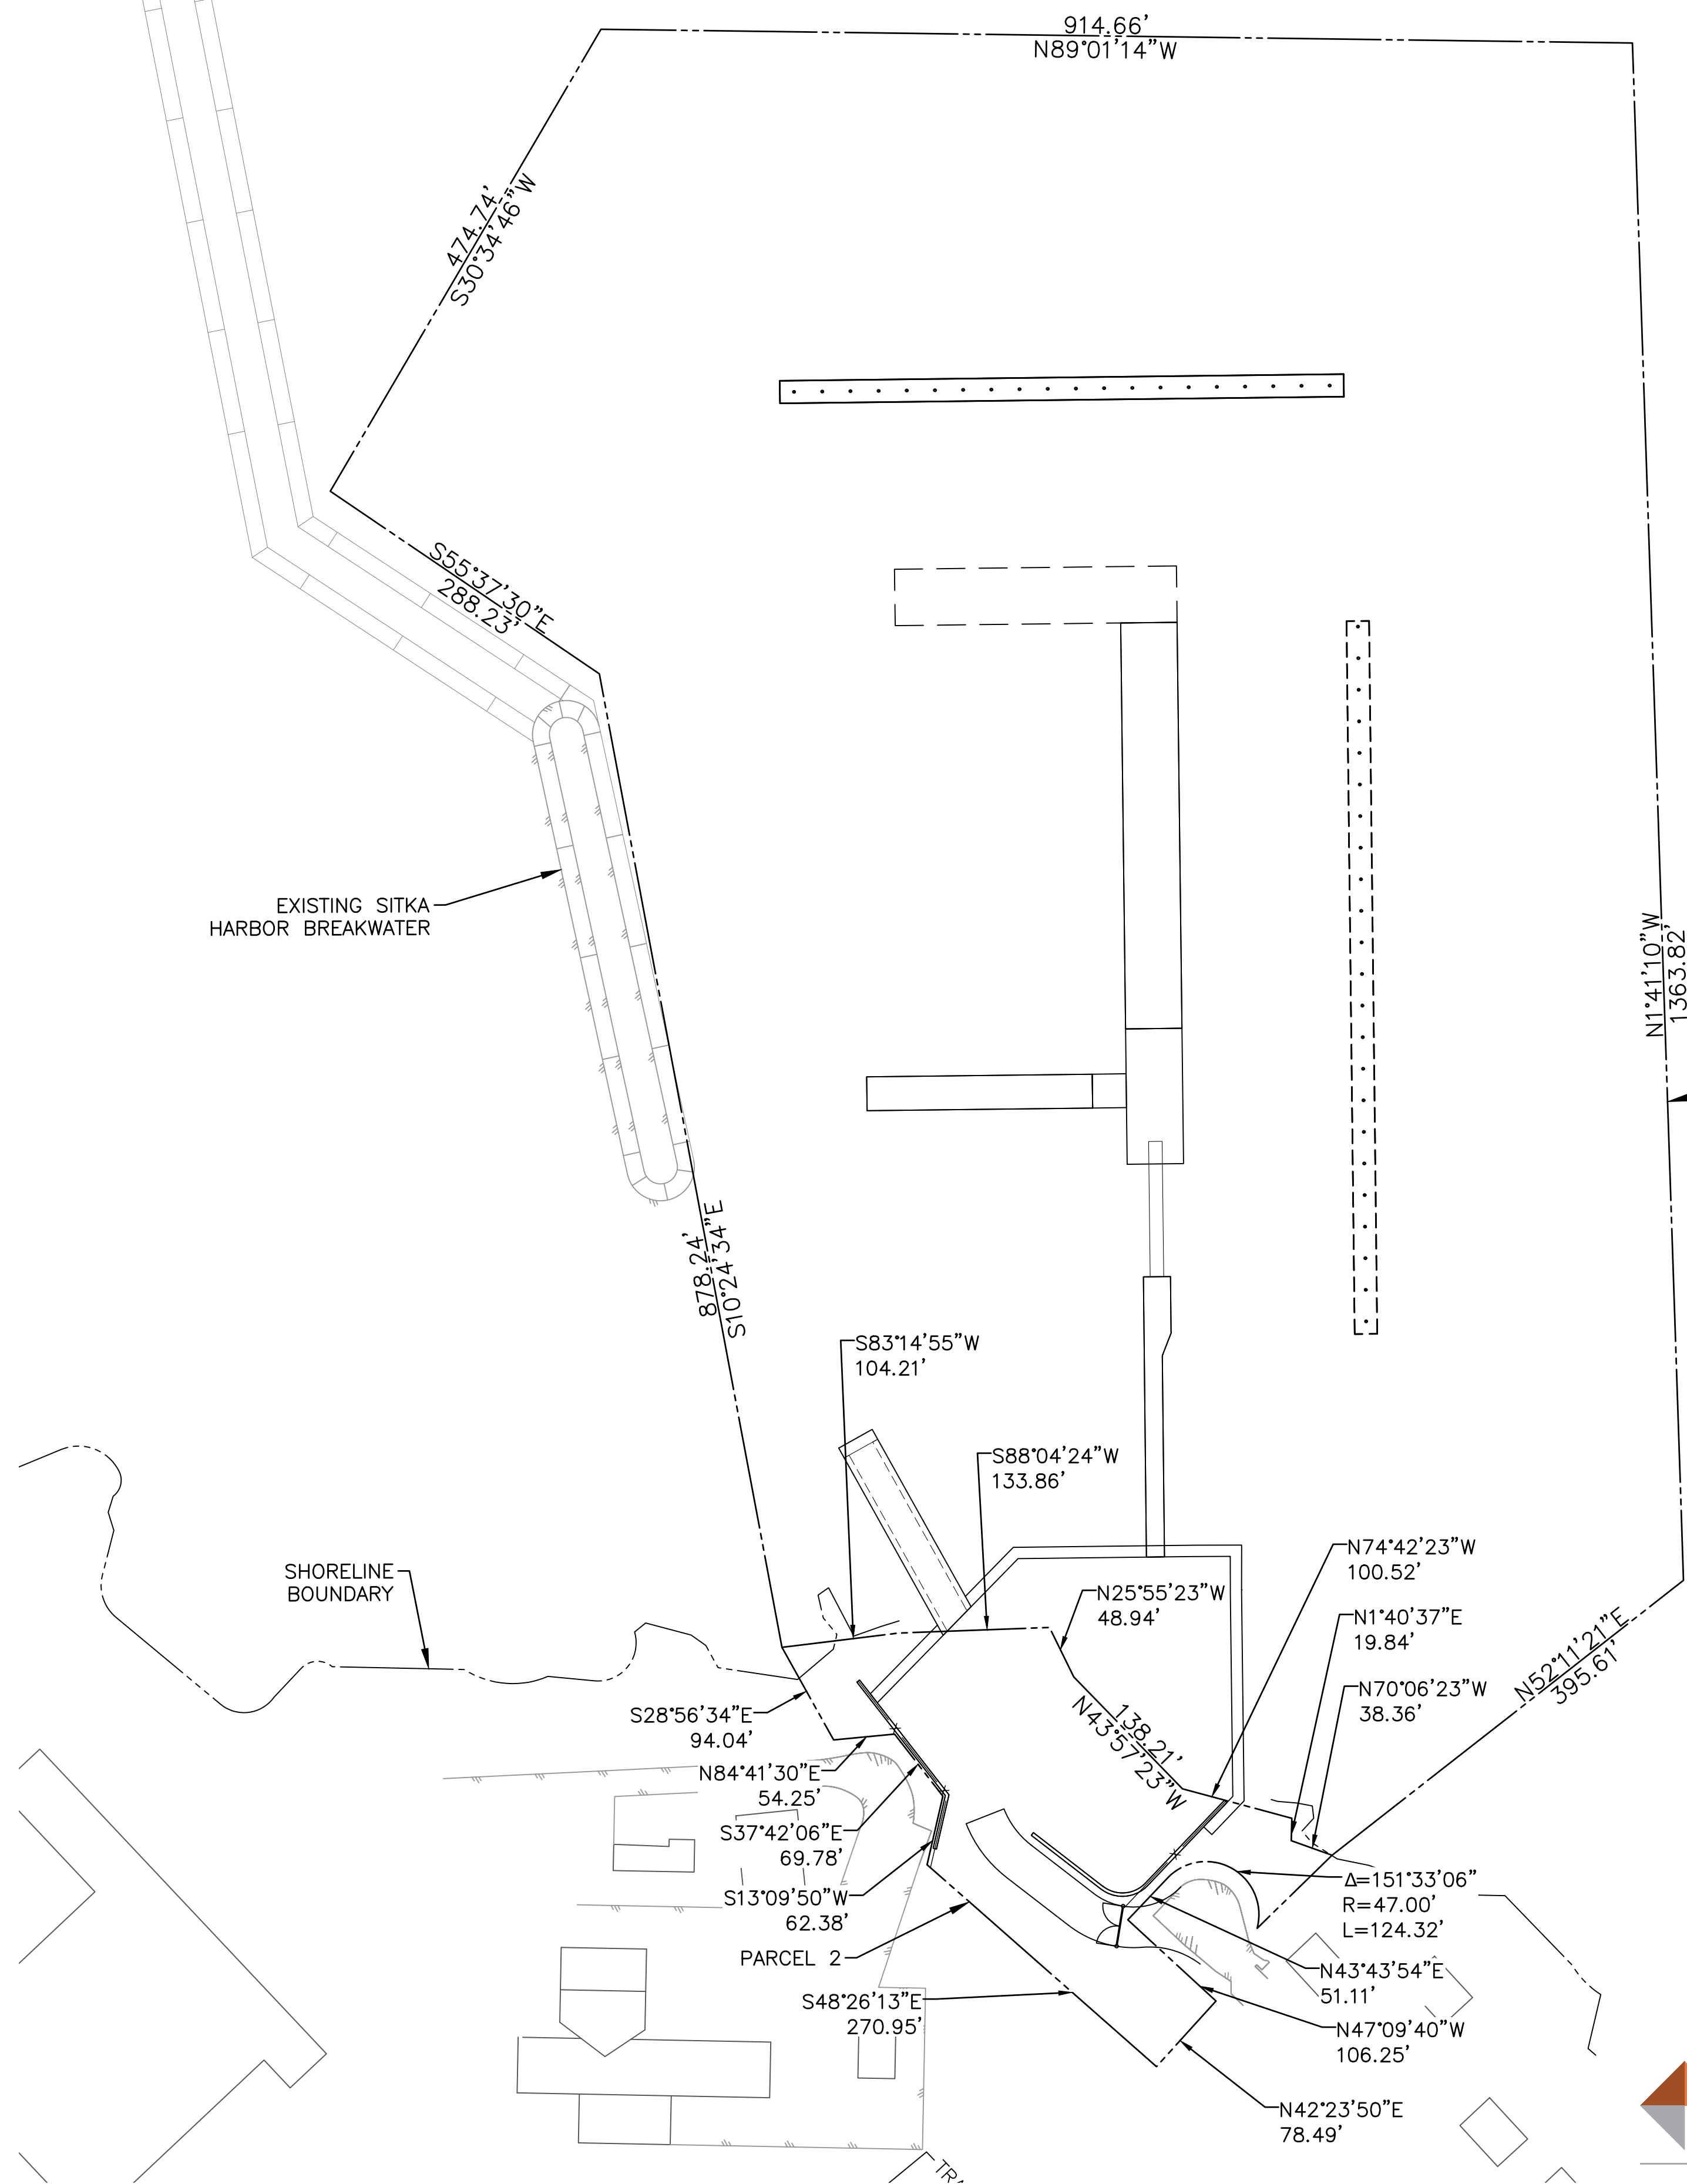 914.66'
N89°01'14"W
474.74'
S30°34'46"W
S55°37'30"E
288.23'
EXISTING SITKA
HARBOR BREAKWATER
N1°41'10"W
1363.82'
878.24'
S10°24'34"E
S83°14'55"W
104.21'
S88°04'24"W
133.86'
SHORELINE
BOUNDARY
N25°55'23"W
48.94'
N74°42'23"W
100.52'
N1°40'37"E
19.84'
N52°11'21"E
395.61'
N70°06'23"W
38.36'
138.21'
N43°57'23"W
S28°56'34"E
94.04'
N84°41'30"E
54.25'
S37°42'06"E
69.78'
S13°09'50"W
62.38'
PARCEL 2
Δ=151°33'06"
R=47.00'
L=124.32'
N43°43'54"E
51.11'
S48°26'13"E
270.95'
N47°09'40"W
106.25'
N42°23'50"E
78.49'